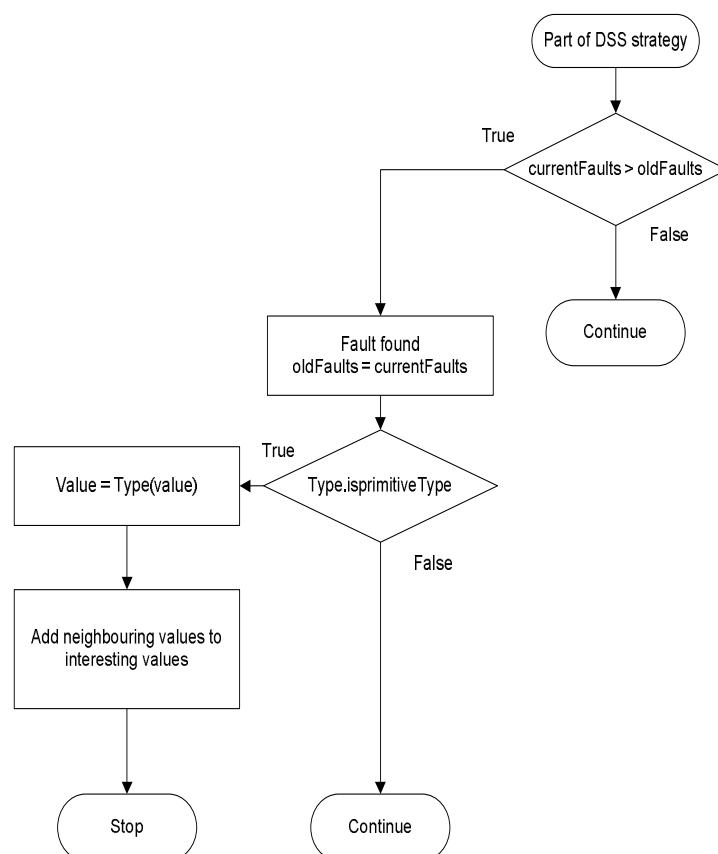 Part of DSS strategy
True
currentFaults > oldFaults
False
Continue
Fault found
oldFaults = currentFaults
True
Type.isprimitiveType
Value = Type(value)
False
Add neighbouring values to
interesting values
Stop
Continue